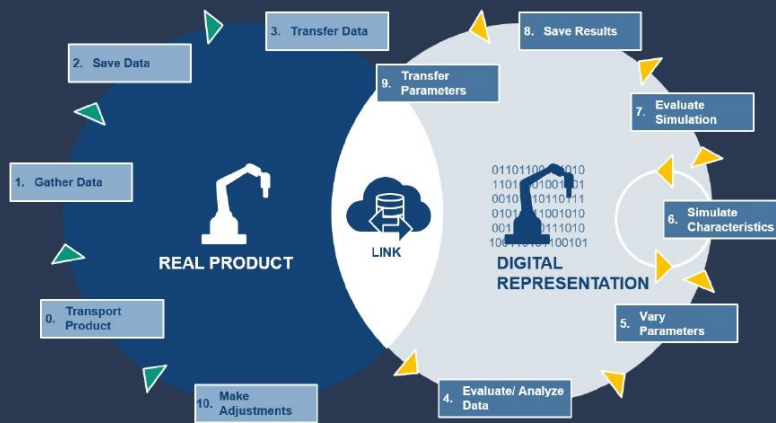 3. Transfer Data
8. Save Results
2. Save Data
9. Transfer
Parameters
7. Evaluate
Simulation
1. Gather Data
6. Simulate
Characteristics
REAL PRODUCT
LINK
DIGITAL
REPRESENTATION
0. Transport
Product
5. Vary
Parameters
10. Make
Adjustments
4. Evaluate/ Analyze
Data